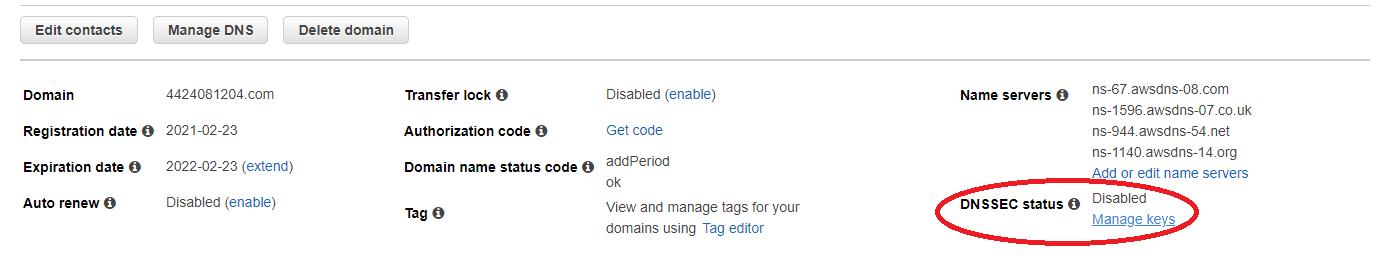 Edit contacts
Manage DNS
Delete domain
Domain 4424081204.com
Registration date 2021-02-23
Expiration date 2022-02-23 (extend)
Auto renew Disabled (enable)
Transfer lock Disabled (enable)
Authorization code Get code
Domain name status code addPeriod
ok
Tag View and manage tags for your
domains using Tag editor
Name servers ns-67.awsdns-08.com
ns-1596.awsdns-07.co.uk
ns-944.awsdns-54.net
ns-1140.awsdns-14.org
Add or edit name servers
DNSSEC status Disabled
Manage keys